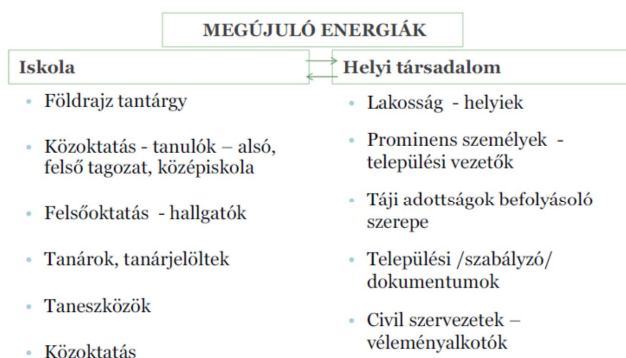 MEGÚJULÓ ENERGIÁK
Iskola
• Földrajz tantárgy
• Közoktatás - tanulók – alsó,
felső tagozat, középiskola
• Felsőoktatás - hallgatók
• Tanárok, tanárjelöltek
• Taneszközök
• Közoktatás
Helyi társadalom
• Lakosság - helyiek
• Prominens személyek -
települési vezetők
• Táji adottságok befolyásoló
szerepe
• Települési /szabályzó/
dokumentumok
• Civil szervezetek –
véleményalkotók